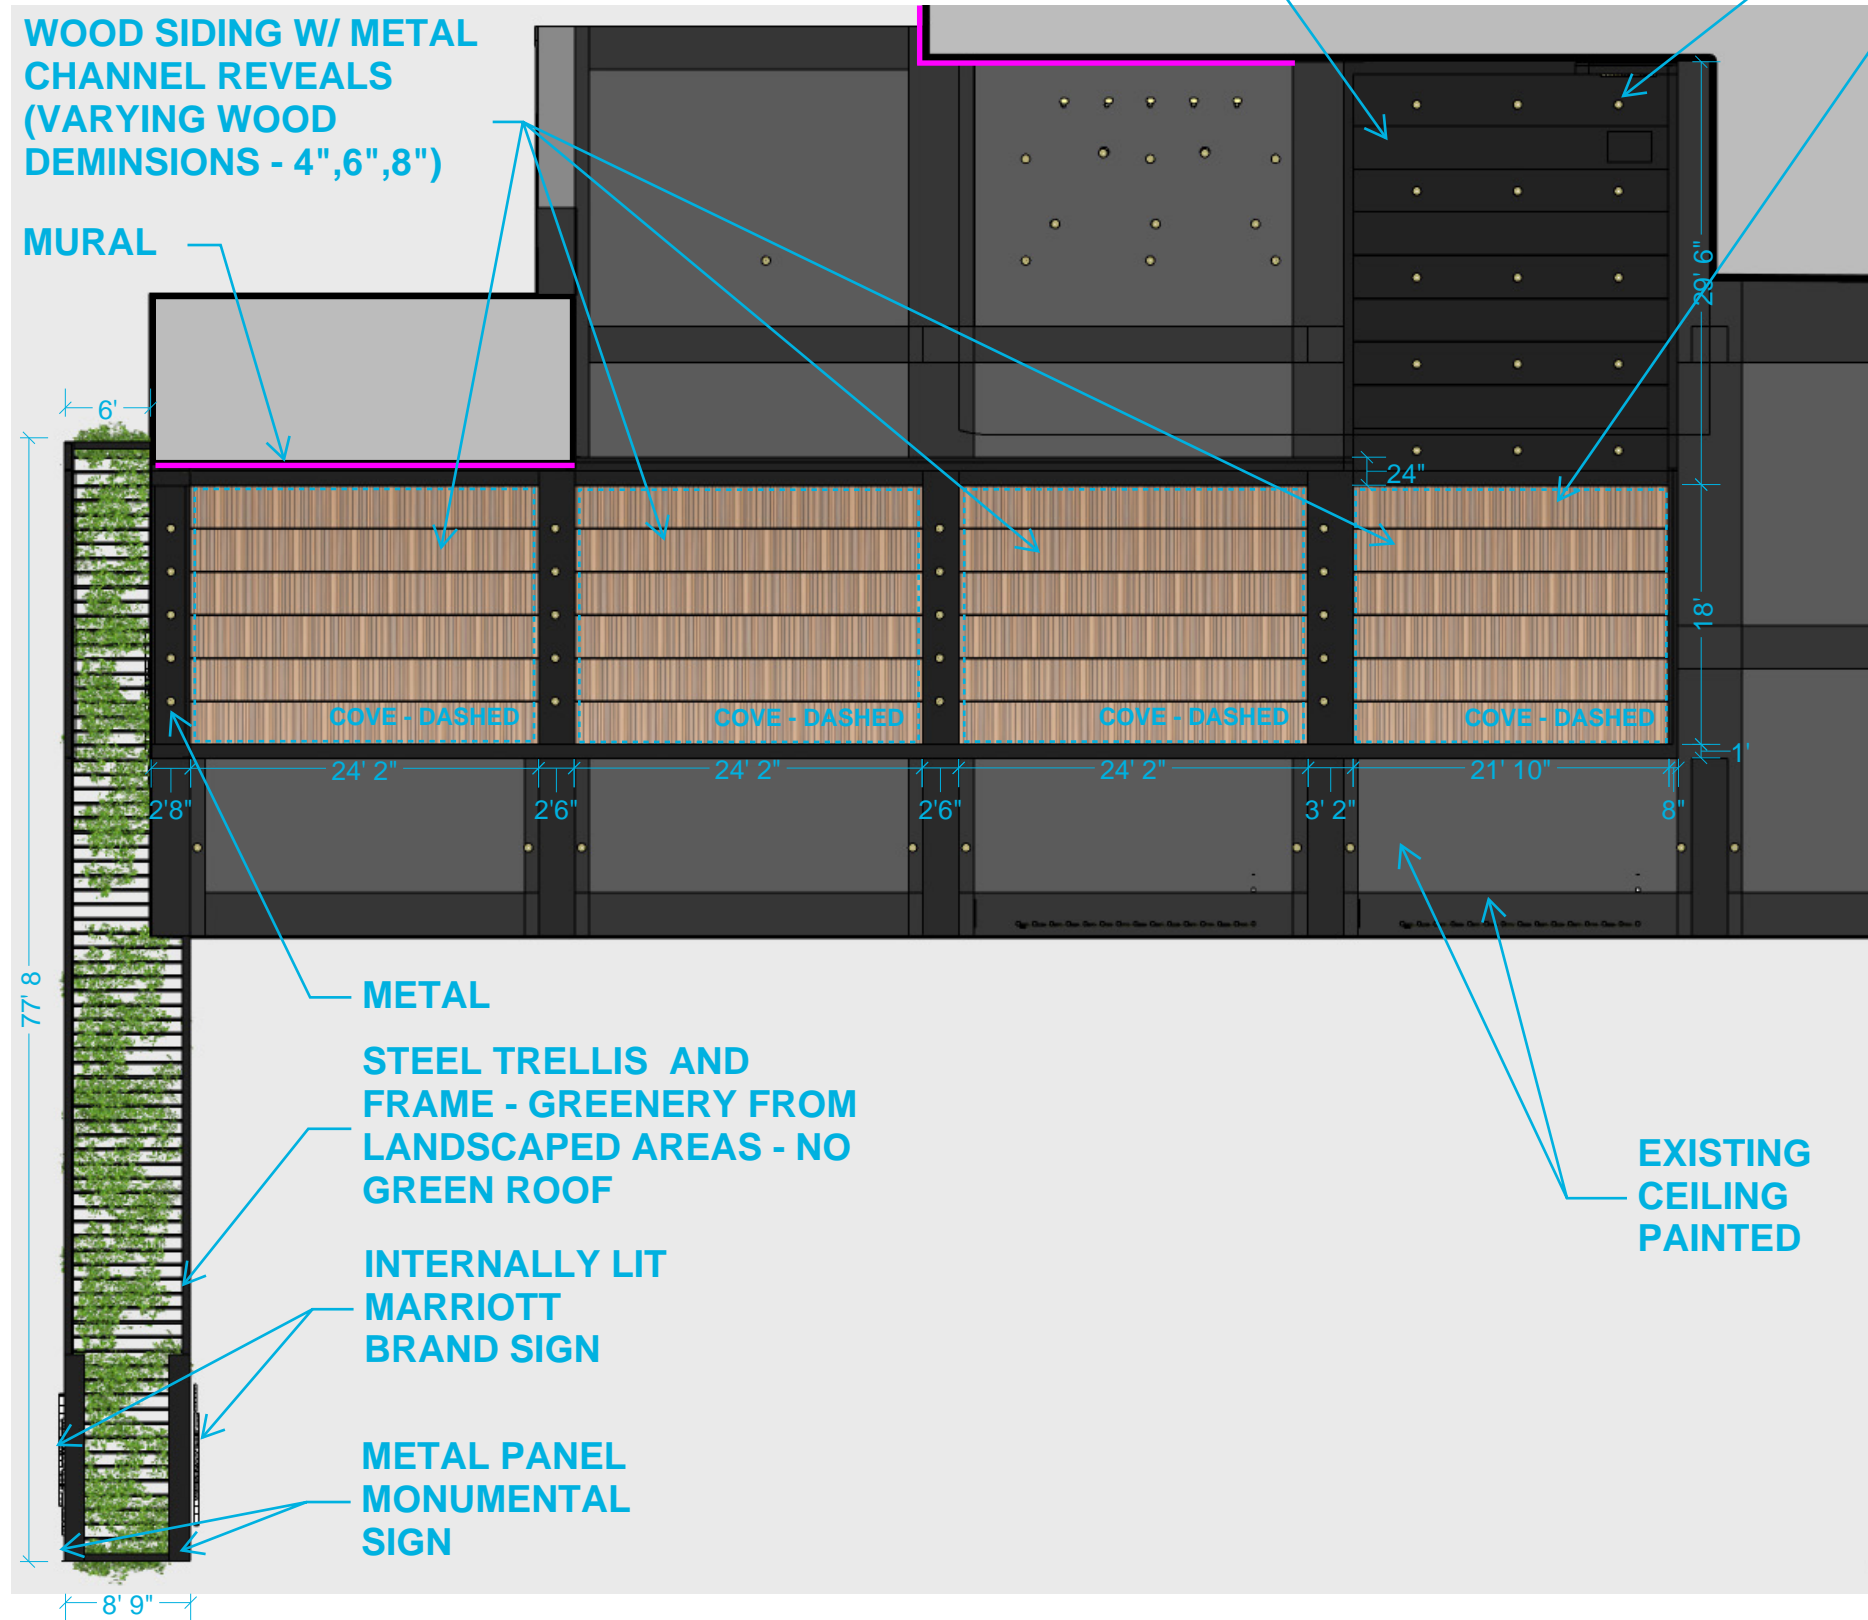 WOOD SIDING W/ METAL
CHANNEL REVEALS
(VARYING WOOD
DEMINSIONS - 4",6",8")
MURAL
6'
29' 6"
24"
18'
1'
COVE - DASHED
COVE - DASHED
COVE - DASHED
COVE - DASHED
24' 2"
24' 2"
24' 2"
21' 10"
2'8"
2'6"
2'6"
3' 2"
8"
77' 8
METAL
STEEL TRELLIS AND
FRAME - GREENERY FROM
LANDSCAPED AREAS - NO
GREEN ROOF
INTERNALLY LIT
MARRIOTT
BRAND SIGN
METAL PANEL
MONUMENTAL
SIGN
EXISTING
CEILING
PAINTED
8' 9"